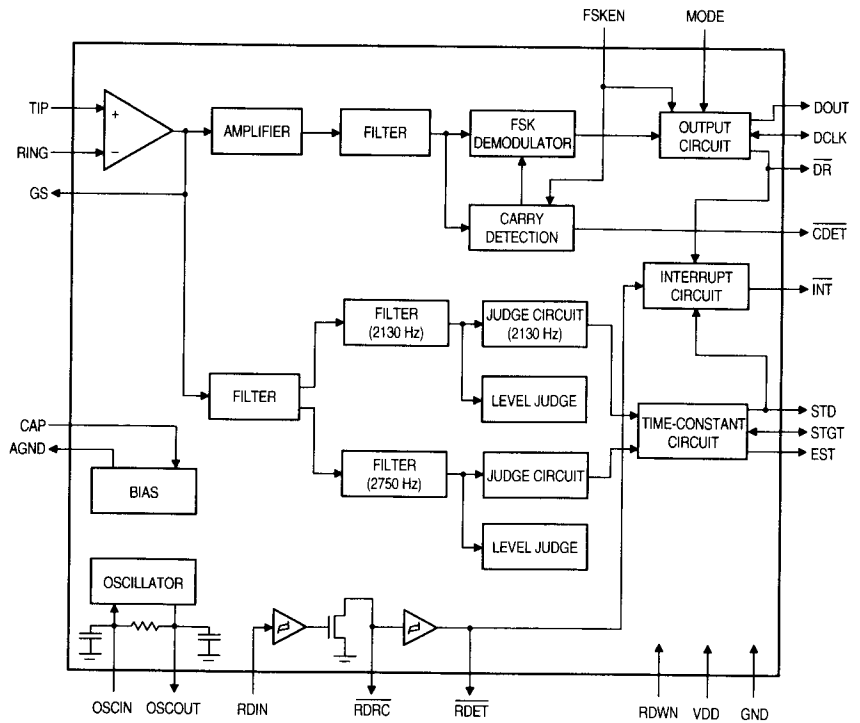 FSKEN
MODE
TIP
+
AMPLIFIER
FILTER
FSK
DEMODULATOR
OUTPUT
CIRCUIT
DOUT
DCLK
RING
−
DR
GS
CARRY
DETECTION
CDET
INTERRUPT
CIRCUIT
INT
FILTER
(2130 Hz)
JUDGE CIRCUIT
(2130 Hz)
FILTER
LEVEL JUDGE
CAP
TIME-CONSTANT
CIRCUIT
STD
STGT
EST
AGND
BIAS
FILTER
(2750 Hz)
JUDGE CIRCUIT
LEVEL JUDGE
OSCILLATOR
OSCIN
OSCOUT
RDIN
RDRC
RDET
RDWN
VDD
GND